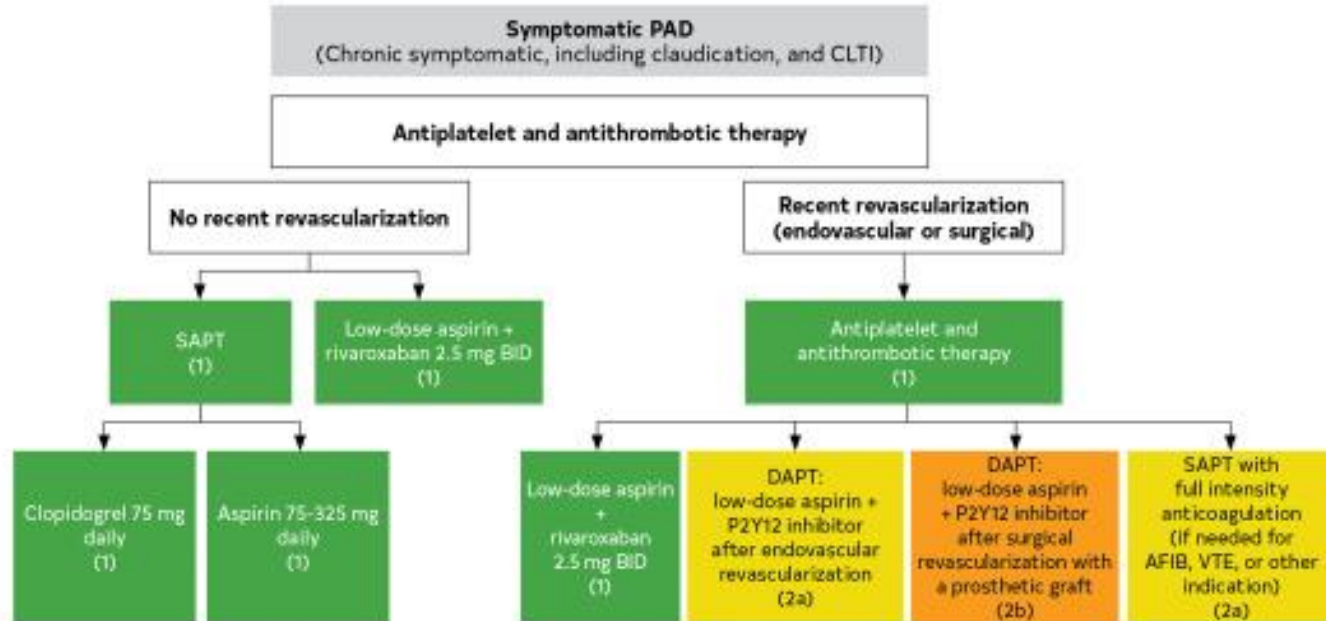 Symptomatic PAD
(Chronic symptomatic, including claudication, and CLTI)
Antiplatelet and antithrombotic therapy
No recent revascularization
Recent revascularization
(endovascular or surgical)
SAPT
(1)
Low-dose aspirin +
rivaroxaban 2.5 mg BID
(1)
Antiplatelet and
antithrombotic therapy
(1)
Clopidogrel 75 mg
daily
(1)
Aspirin 75-325 mg
daily
(1)
Low-dose aspirin
+
rivaroxaban
2.5 mg BID
(1)
DAPT:
low-dose aspirin +
P2Y12 inhibitor
after endovascular
revascularization
(2a)
DAPT:
low-dose aspirin
+ P2Y12 inhibitor
after surgical
revascularization with
a prosthetic graft
(2b)
SAPT with
full intensity
anticoagulation
(if needed for
AFIB, VTE, or other
indication)
(2a)